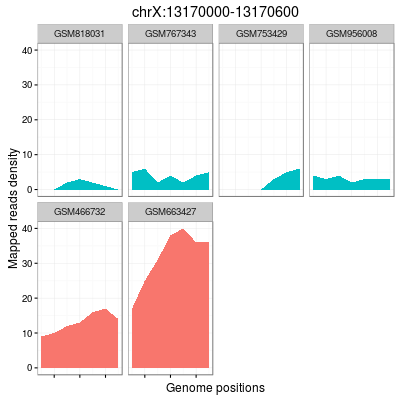 chrX:13170000-13170600
GSM818031 GSM767343 GSM753429 GSM956008
40
30
20
10
0
Mapped reads density
GSM466732 GSM663427
40
30
20
10
0
Genome positions